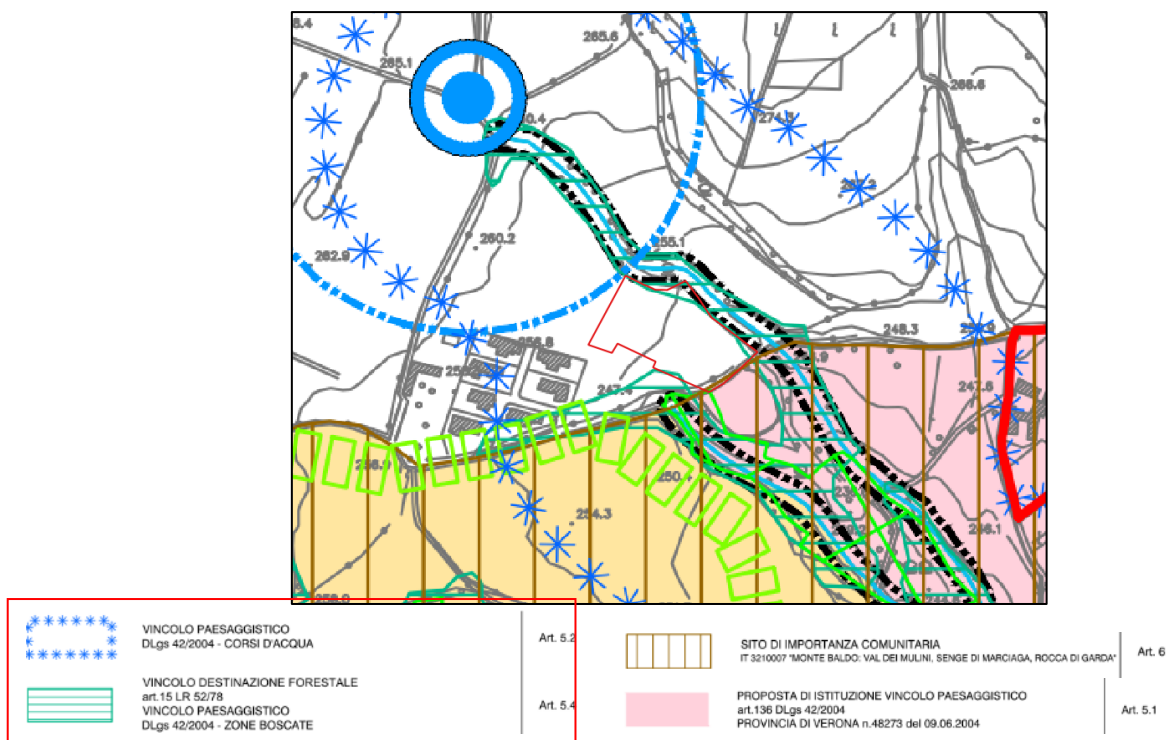 265.1
265.6
266.6
274.5
260.2
255.1
262.9
248.3
256.8
247.6
247.4
250.4
254.3
246.1
VINCOLO PAESAGGISTICO
DLgs 42/2004 - CORSI D'ACQUA
Art. 5.2
VINCOLO DESTINAZIONE FORESTALE
art.15 LR 52/78
VINCOLO PAESAGGISTICO
DLgs 42/2004 - ZONE BOSCATE
Art. 5.4
SITO DI IMPORTANZA COMUNITARIA
IT 3210007 "MONTE BALDO: VAL DEI MULINI, SENGE DI MARCIAGA, ROCCA DI GARDA"
Art. 6
PROPOSTA DI ISTITUZIONE VINCOLO PAESAGGISTICO
art.136 DLgs 42/2004
PROVINCIA DI VERONA n.48273 del 09.06.2004
Art. 5.1